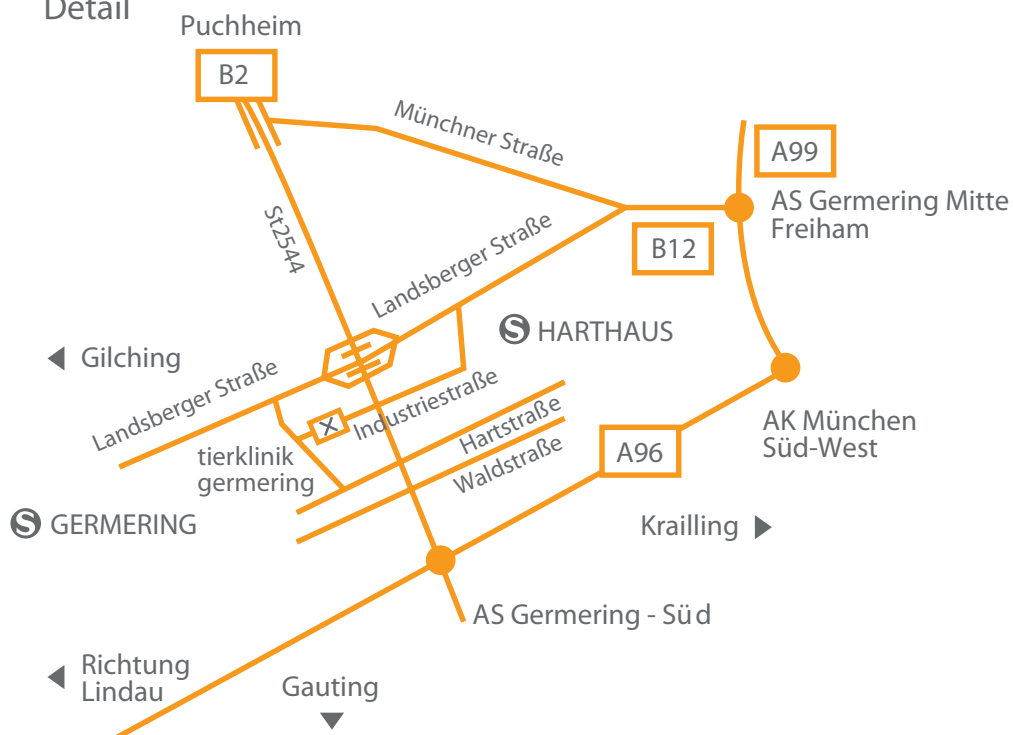 Detail
Puchheim
B2
Münchner Straße
A99
AS Germering Mitte
Freiham
St2544
Landsberger Straße
B12
S HARTHAUS
Gilching
Landsberger Straße
Industriestraße
X
Hartstraße
Waldstraße
AK München
Süd-West
A96
tierklinik
germering
S GERMERING
Krailling
AS Germering - Süd
Richtung
Lindau
Gauting